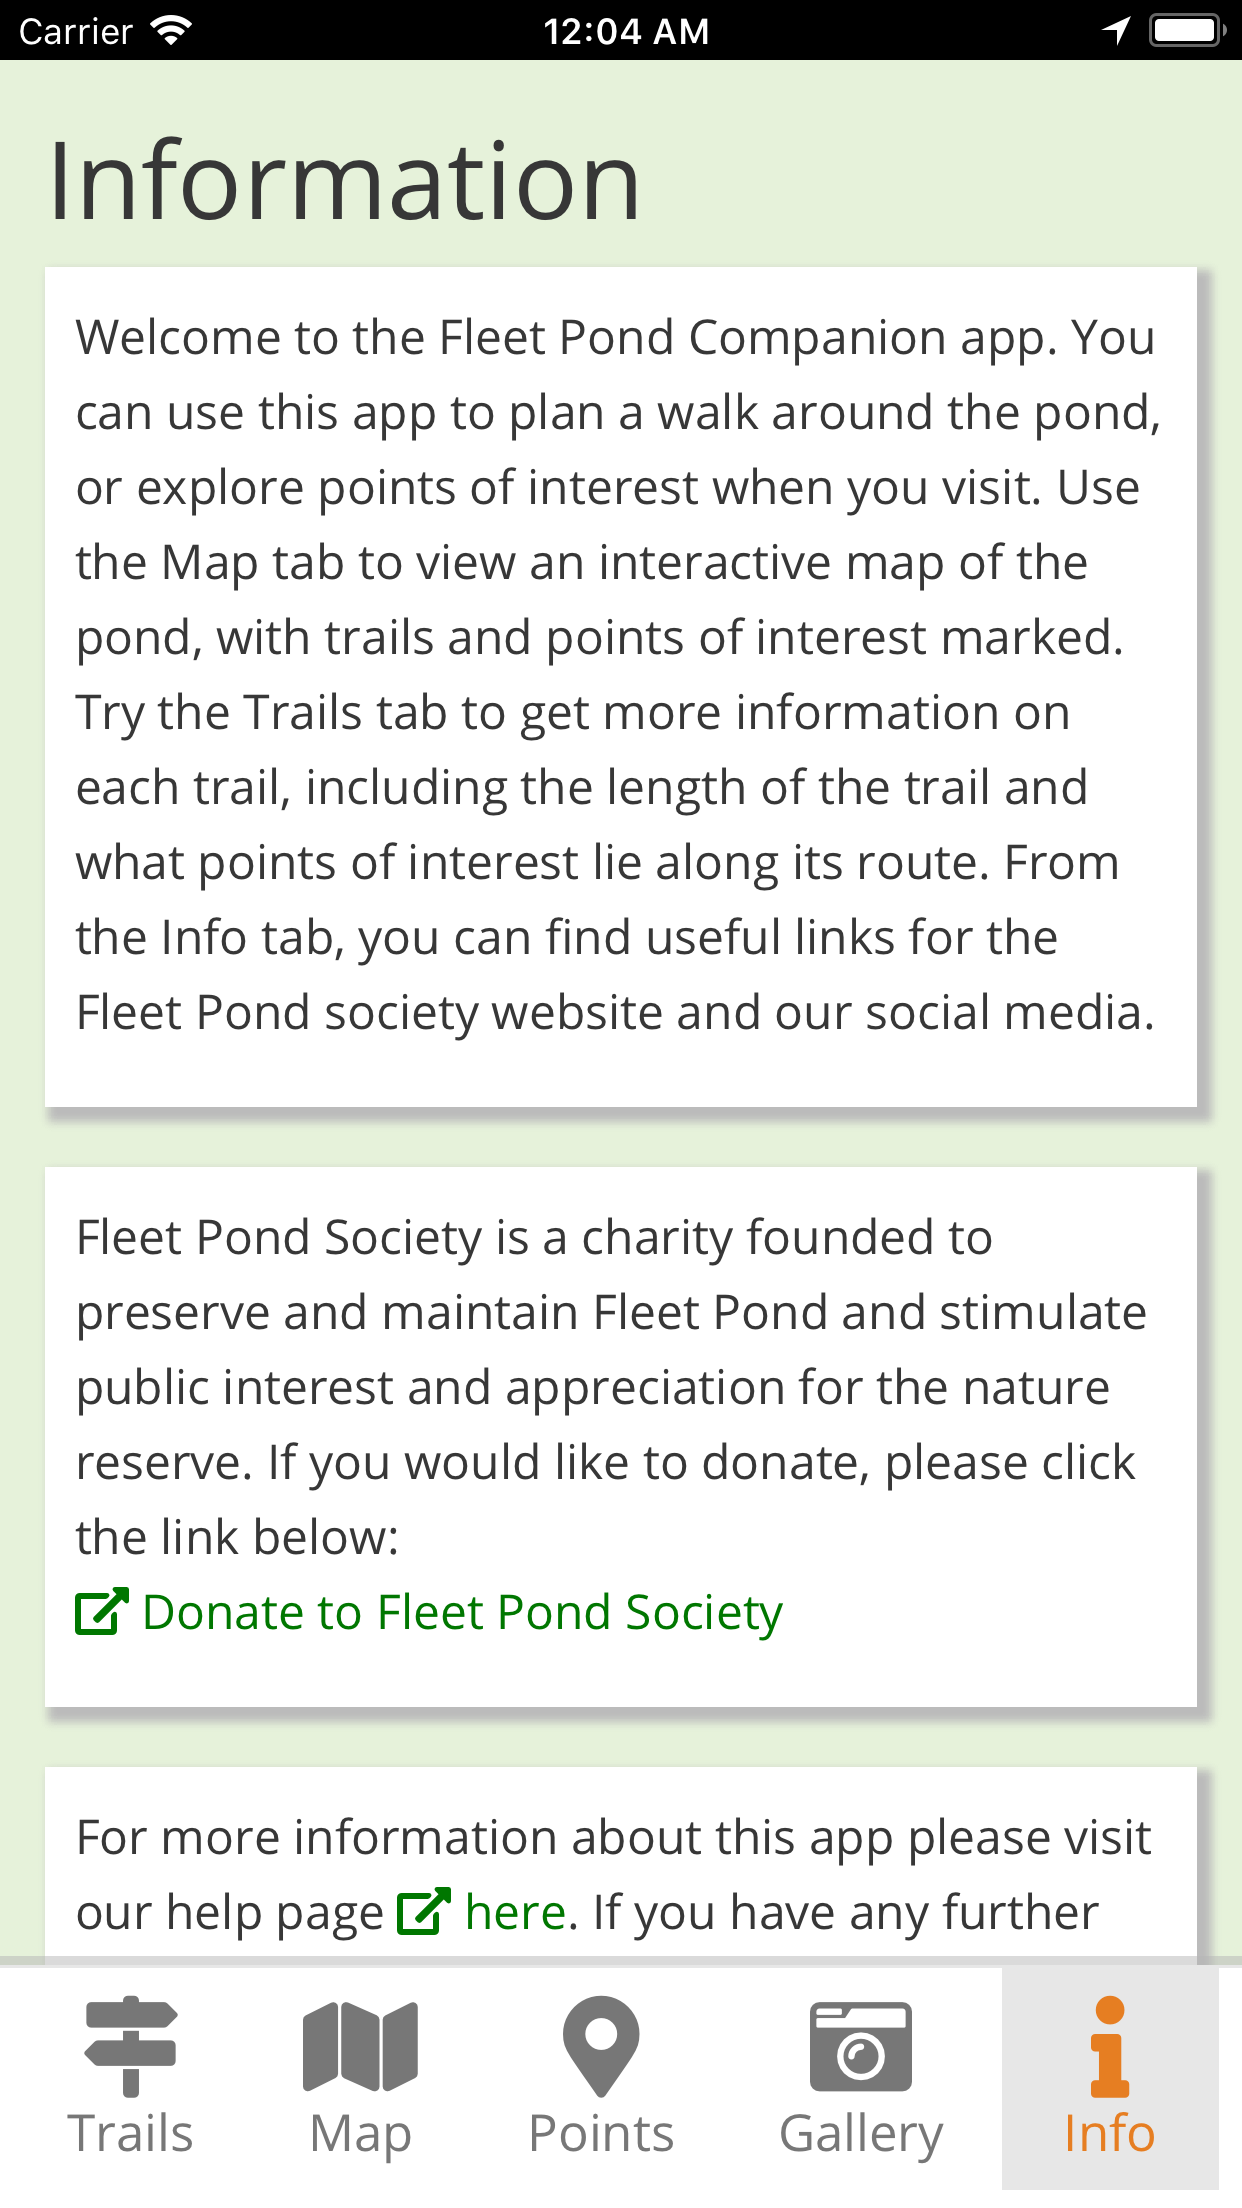 Carrier 12:04 AM
Information
Welcome to the Fleet Pond Companion app. You
can use this app to plan a walk around the pond,
or explore points of interest when you visit. Use
the Map tab to view an interactive map of the
pond, with trails and points of interest marked.
Try the Trails tab to get more information on
each trail, including the length of the trail and
what points of interest lie along its route. From
the Info tab, you can find useful links for the
Fleet Pond society website and our social media.
Fleet Pond Society is a charity founded to
preserve and maintain Fleet Pond and stimulate
public interest and appreciation for the nature
reserve. If you would like to donate, please click
the link below:
Donate to Fleet Pond Society
For more information about this app please visit
our help page here. If you have any further
Trails Map Points Gallery Info